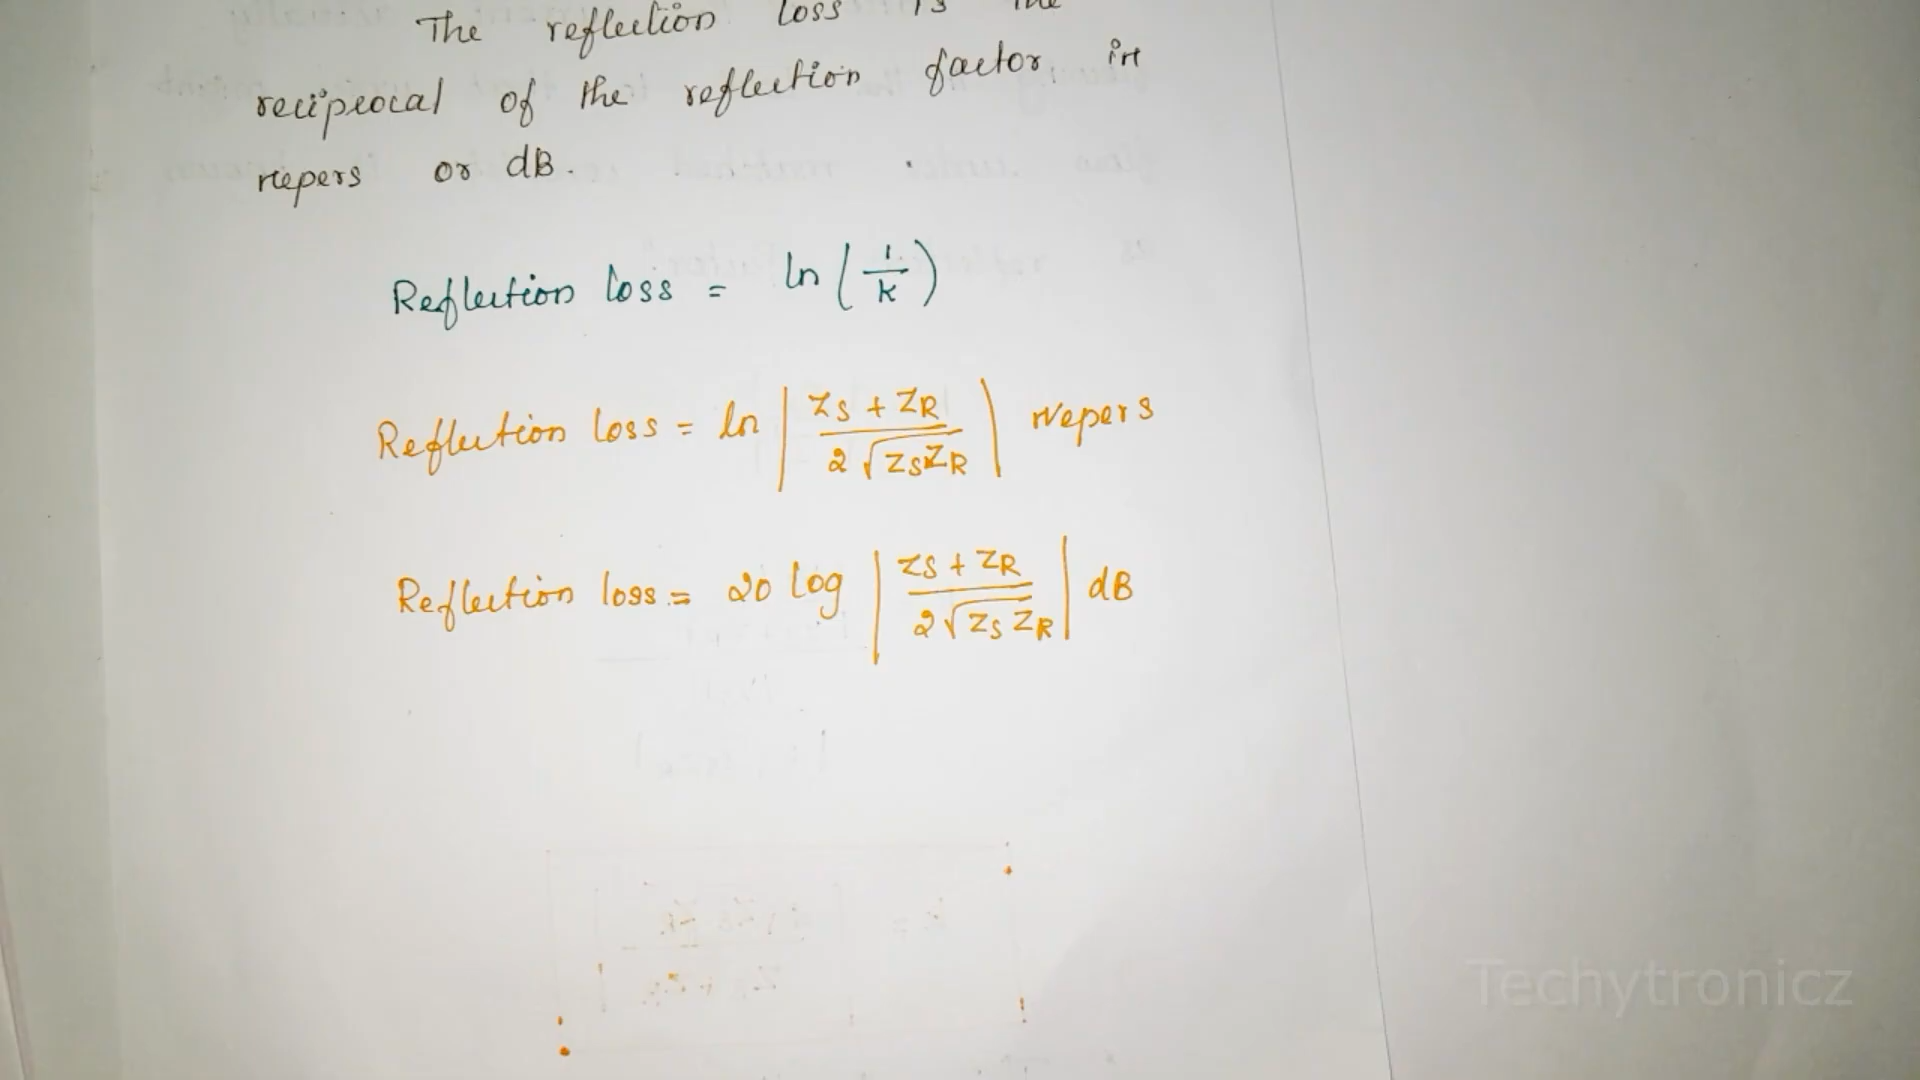 The reflection loss is the
reciprocal of the reflection factor in
nepers or dB.
Reflection loss = ln (1/k)
Reflection loss = ln |ZS + ZR / 2√ZSZR| Nepers
Reflection loss = 20 log |ZS + ZR / 2√ZS ZR| dB
Techytronicz